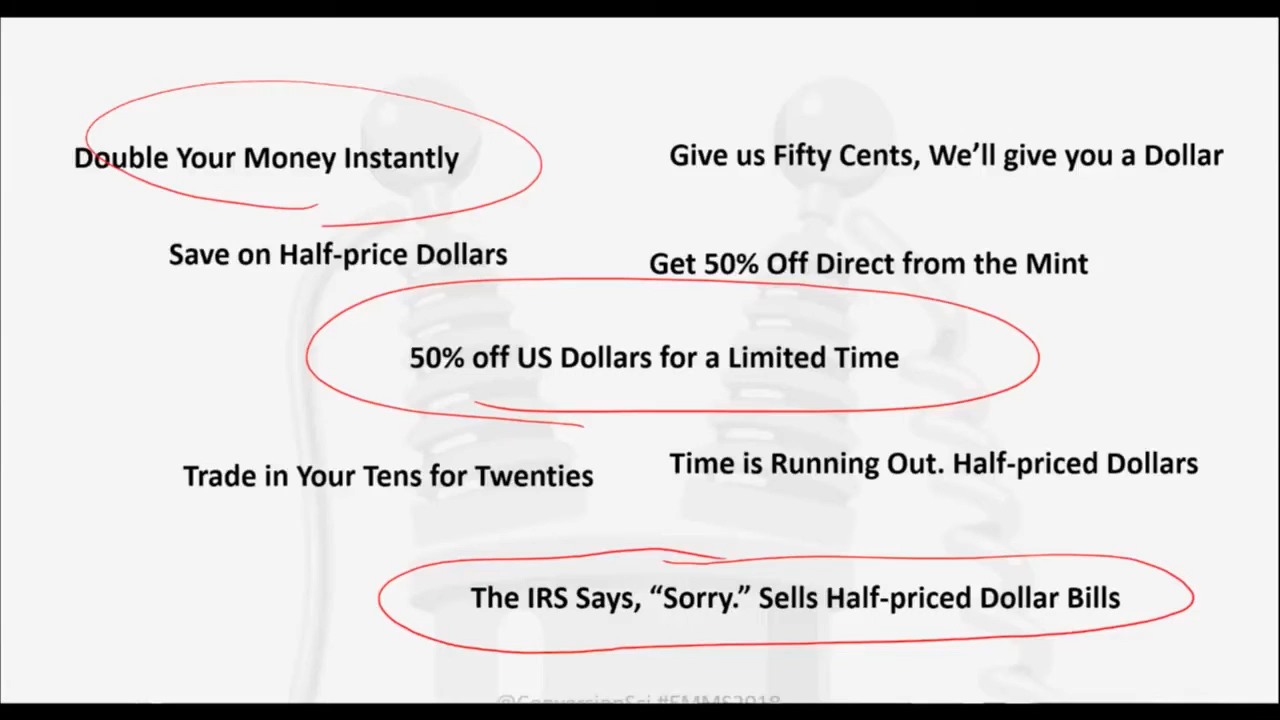 Double Your Money Instantly
Give us Fifty Cents, We’ll give you a Dollar
Save on Half-price Dollars
Get 50% Off Direct from the Mint
50% off US Dollars for a Limited Time
Trade in Your Tens for Twenties
Time is Running Out. Half-priced Dollars
The IRS Says, “Sorry.” Sells Half-priced Dollar Bills
@ConversionSci #EMMS2018